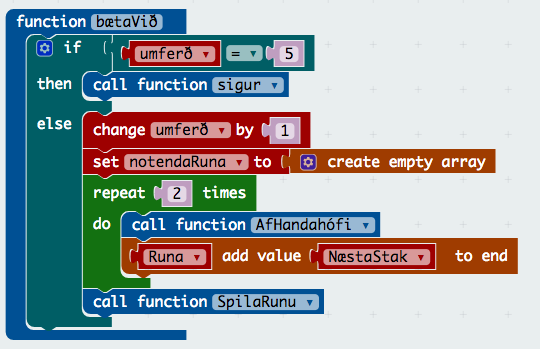 function bætaVið
if umferð = 5
then call function sigur
else change umferð by 1
set notendaRuna to create empty array
repeat 2 times
do call function AfHandahófi
Runa add value NæstaStak to end
call function SpilaRunu